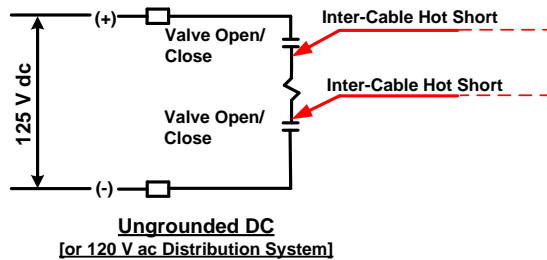 (+)
Valve Open/
Close
Inter-Cable Hot Short
125 V dc
Inter-Cable Hot Short
Valve Open/
Close
(-)
Ungrounded DC
[or 120 V ac Distribution System]